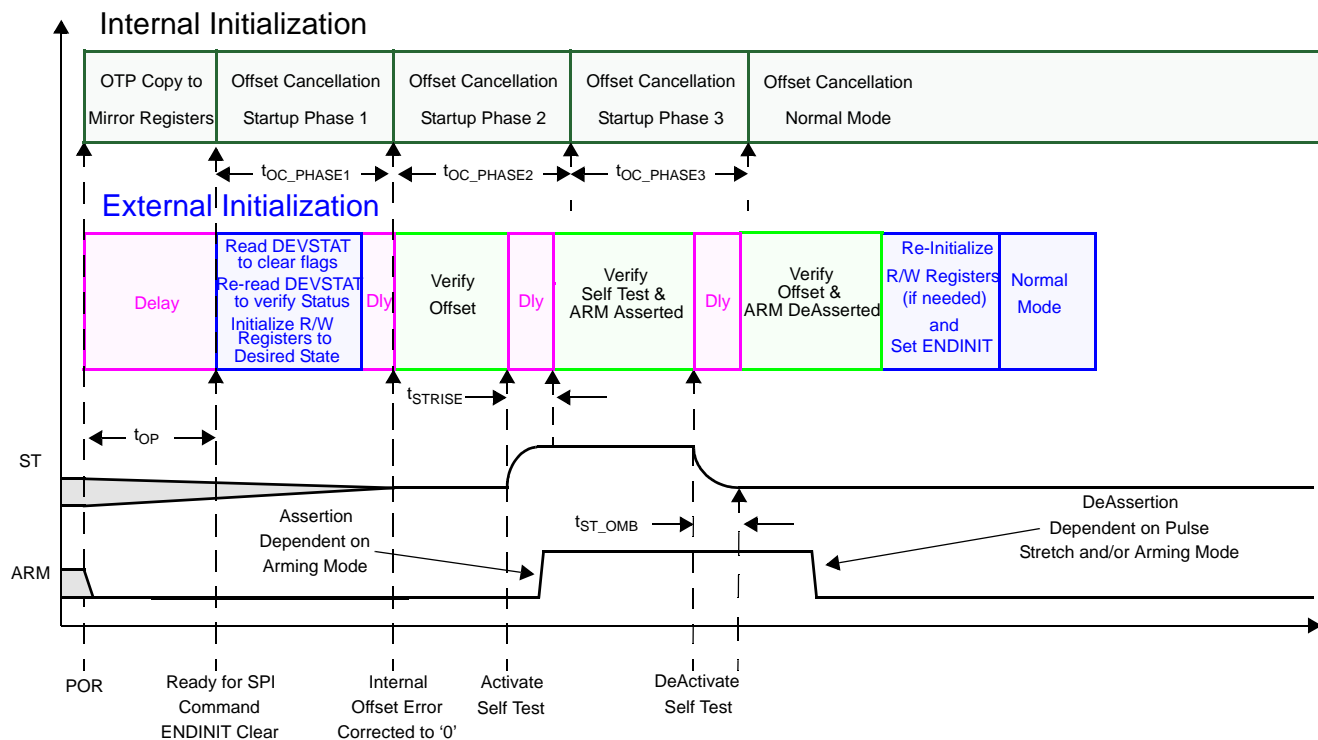 Internal Initialization
OTP Copy to
Mirror Registers
Offset Cancellation
Startup Phase 1
Offset Cancellation
Startup Phase 2
Offset Cancellation
Startup Phase 3
Offset Cancellation
Normal Mode
tOC_PHASE1
tOC_PHASE2
tOC_PHASE3
External Initialization
Delay
Read DEVSTAT
to clear flags
Re-read DEVSTAT
to verify Status
Initialize R/W
Registers to
Desired State
Dly
Verify
Offset
Dly
Verify
Self Test &
ARM Asserted
Dly
Verify
Offset &
ARM DeAsserted
Re-Initialize
R/W Registers
(if needed)
and
Set ENDINIT
Normal
Mode
tSTRISE
tOP
ST
tST_OMB
Assertion
Dependent on
Arming Mode
DeAssertion
Dependent on Pulse
Stretch and/or Arming Mode
ARM
POR
Ready for SPI
Command
ENDINIT Clear
Internal
Offset Error
Corrected to ‘0’
Activate
Self Test
DeActivate
Self Test